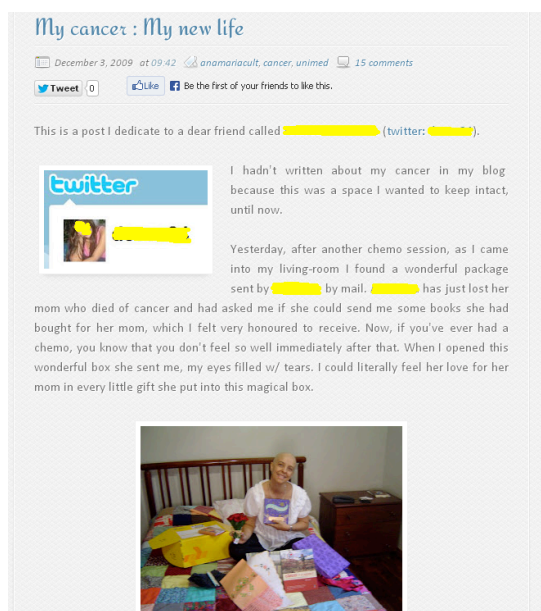 My cancer : My new life
December 3, 2009 at 09:42 anamariacult, cancer, unimed 15 comments
Tweet 0 Like Be the first of your friends to like this.
This is a post I dedicate to a dear friend called (twitter: ).
twitter
I hadn't written about my cancer in my blog
because this was a space I wanted to keep intact,
until now.
Yesterday, after another chemo session, as I came
into my living-room I found a wonderful package
sent by by mail. has just lost her
mom who died of cancer and had asked me if she could send me some books she had
bought for her mom, which I felt very honoured to receive. Now, if you've ever had a
chemo, you know that you don't feel so well immediately after that. When I opened this
wonderful box she sent me, my eyes filled w/ tears. I could literally feel her love for her
mom in every little gift she put into this magical box.